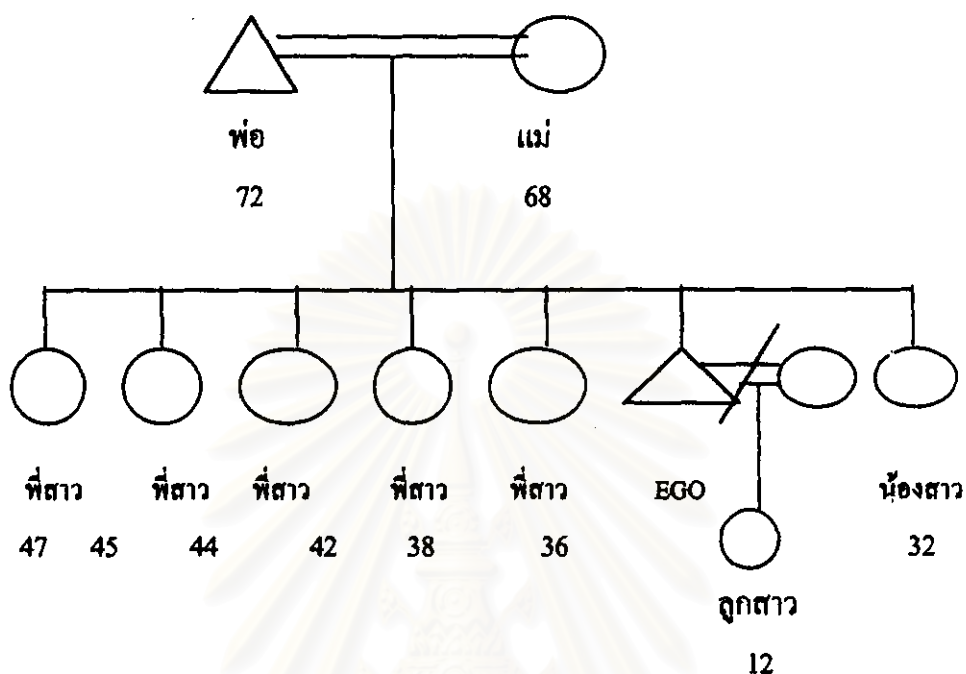 พ่อ แม่
72 68
พี่สาว พี่สาว พี่สาว พี่สาว พี่สาว EGO น้องสาว
47 45 44 42 38 36 32
ลูกสาว
12